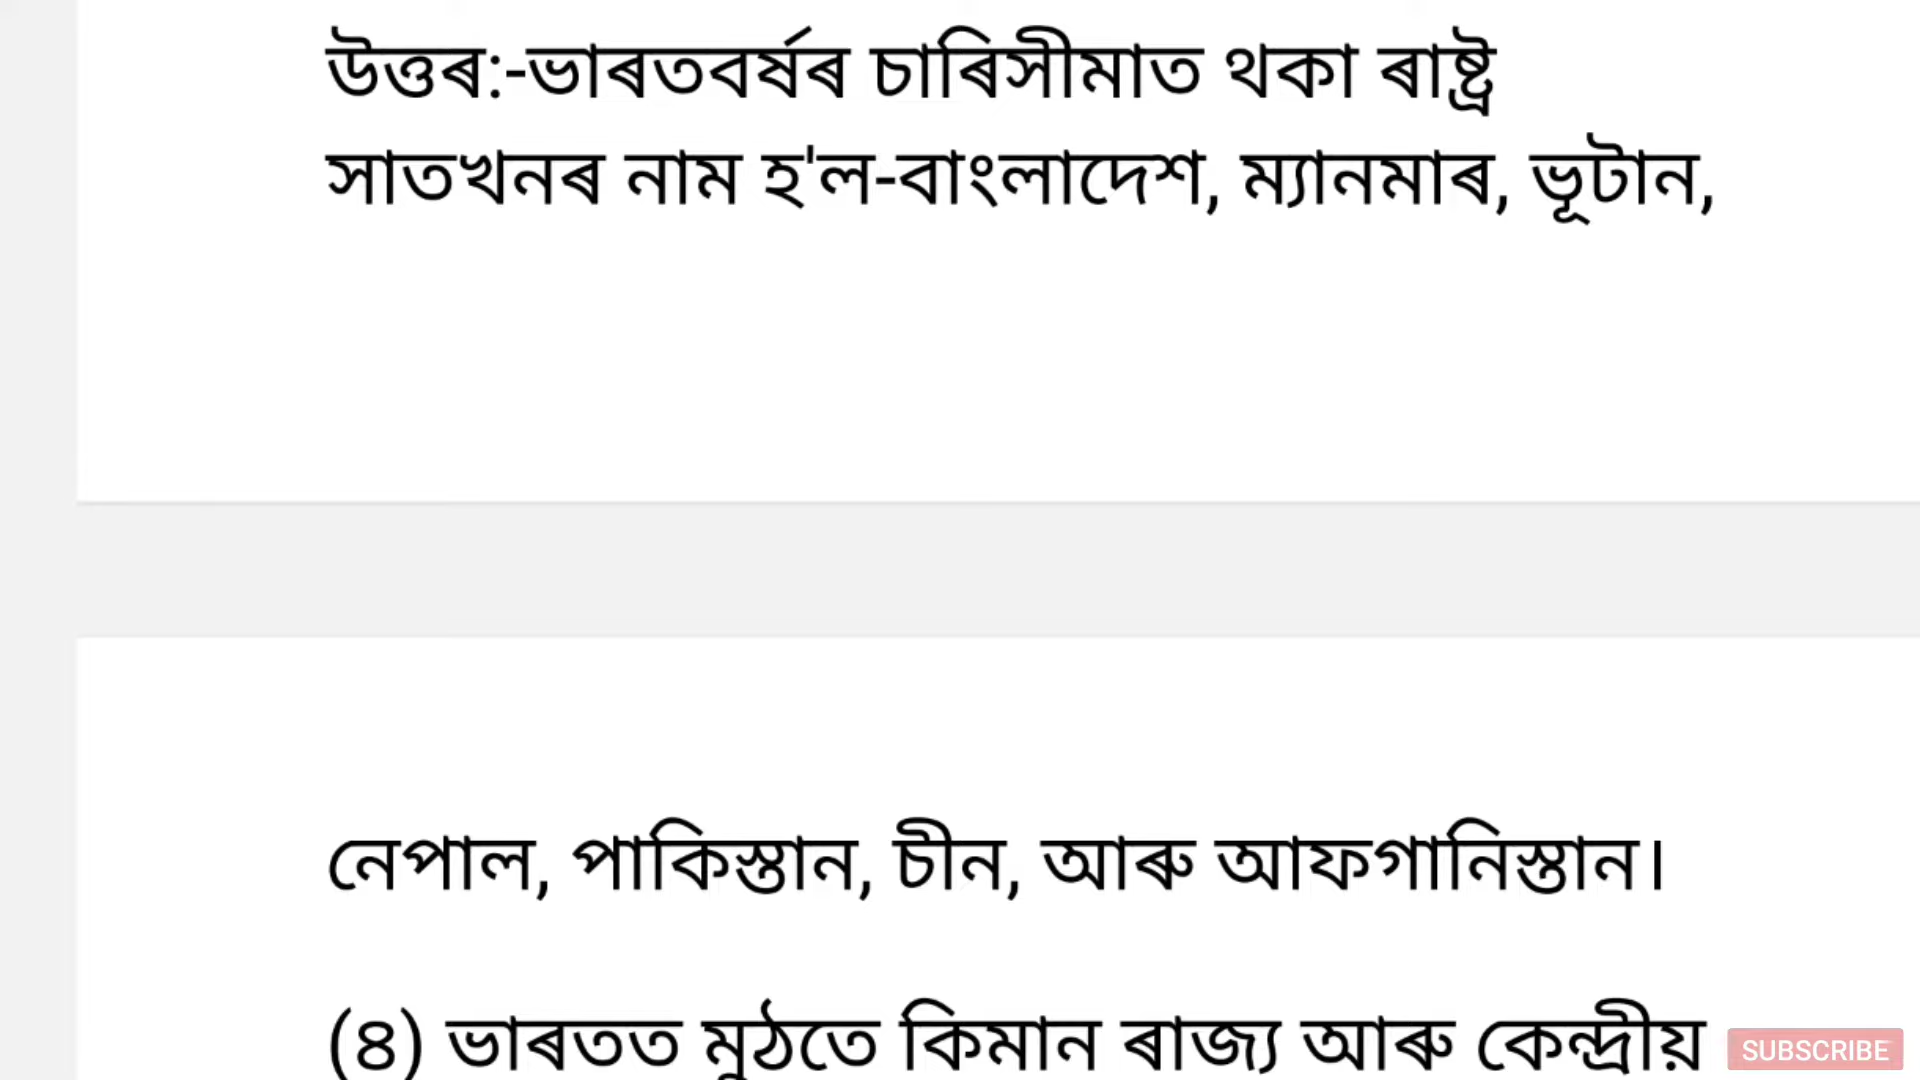 উত্তৰ:-ভাৰতবৰ্ষৰ চাৰিসীমাত থকা ৰাষ্ট্ৰ
সাতখনৰ নাম হ'ল-বাংলাদেশ, ম্যানমাৰ, ভূটান,
নেপাল, পাকিস্তান, চীন, আৰু আফগানিস্তান।
(৪) ভাৰতত মুঠতে কিমান ৰাজ্য আৰু কেন্দ্ৰীয়
SUBSCRIBE